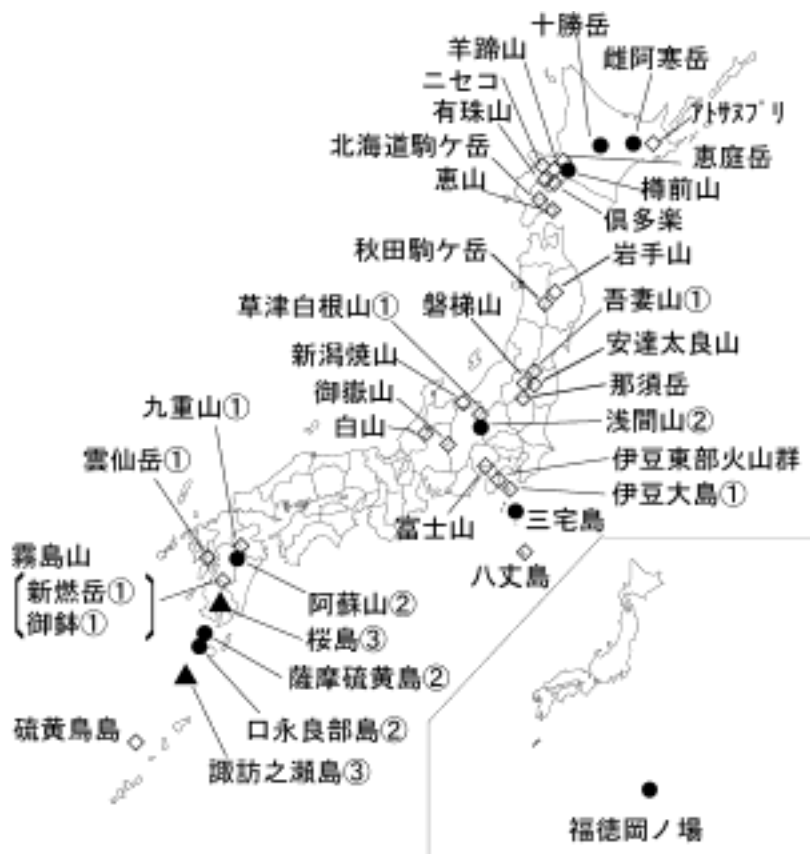 十勝岳
羊蹄山
雌阿寒岳
ニセコ
有珠山
ｱﾄｻﾇﾌﾟﾘ
北海道駒ケ岳
恵庭岳
恵山
樽前山
倶多楽
秋田駒ケ岳
岩手山
草津白根山①
磐梯山
吾妻山①
新潟焼山
安達太良山
御嶽山
那須岳
九重山①
白山
浅間山②
雲仙岳①
伊豆東部火山群
伊豆大島①
富士山
三宅島
霧島山
八丈島
新燃岳①
御鉢①
阿蘇山②
桜島③
薩摩硫黄島②
硫黄鳥島
口永良部島②
諏訪之瀬島③
福徳岡ノ場